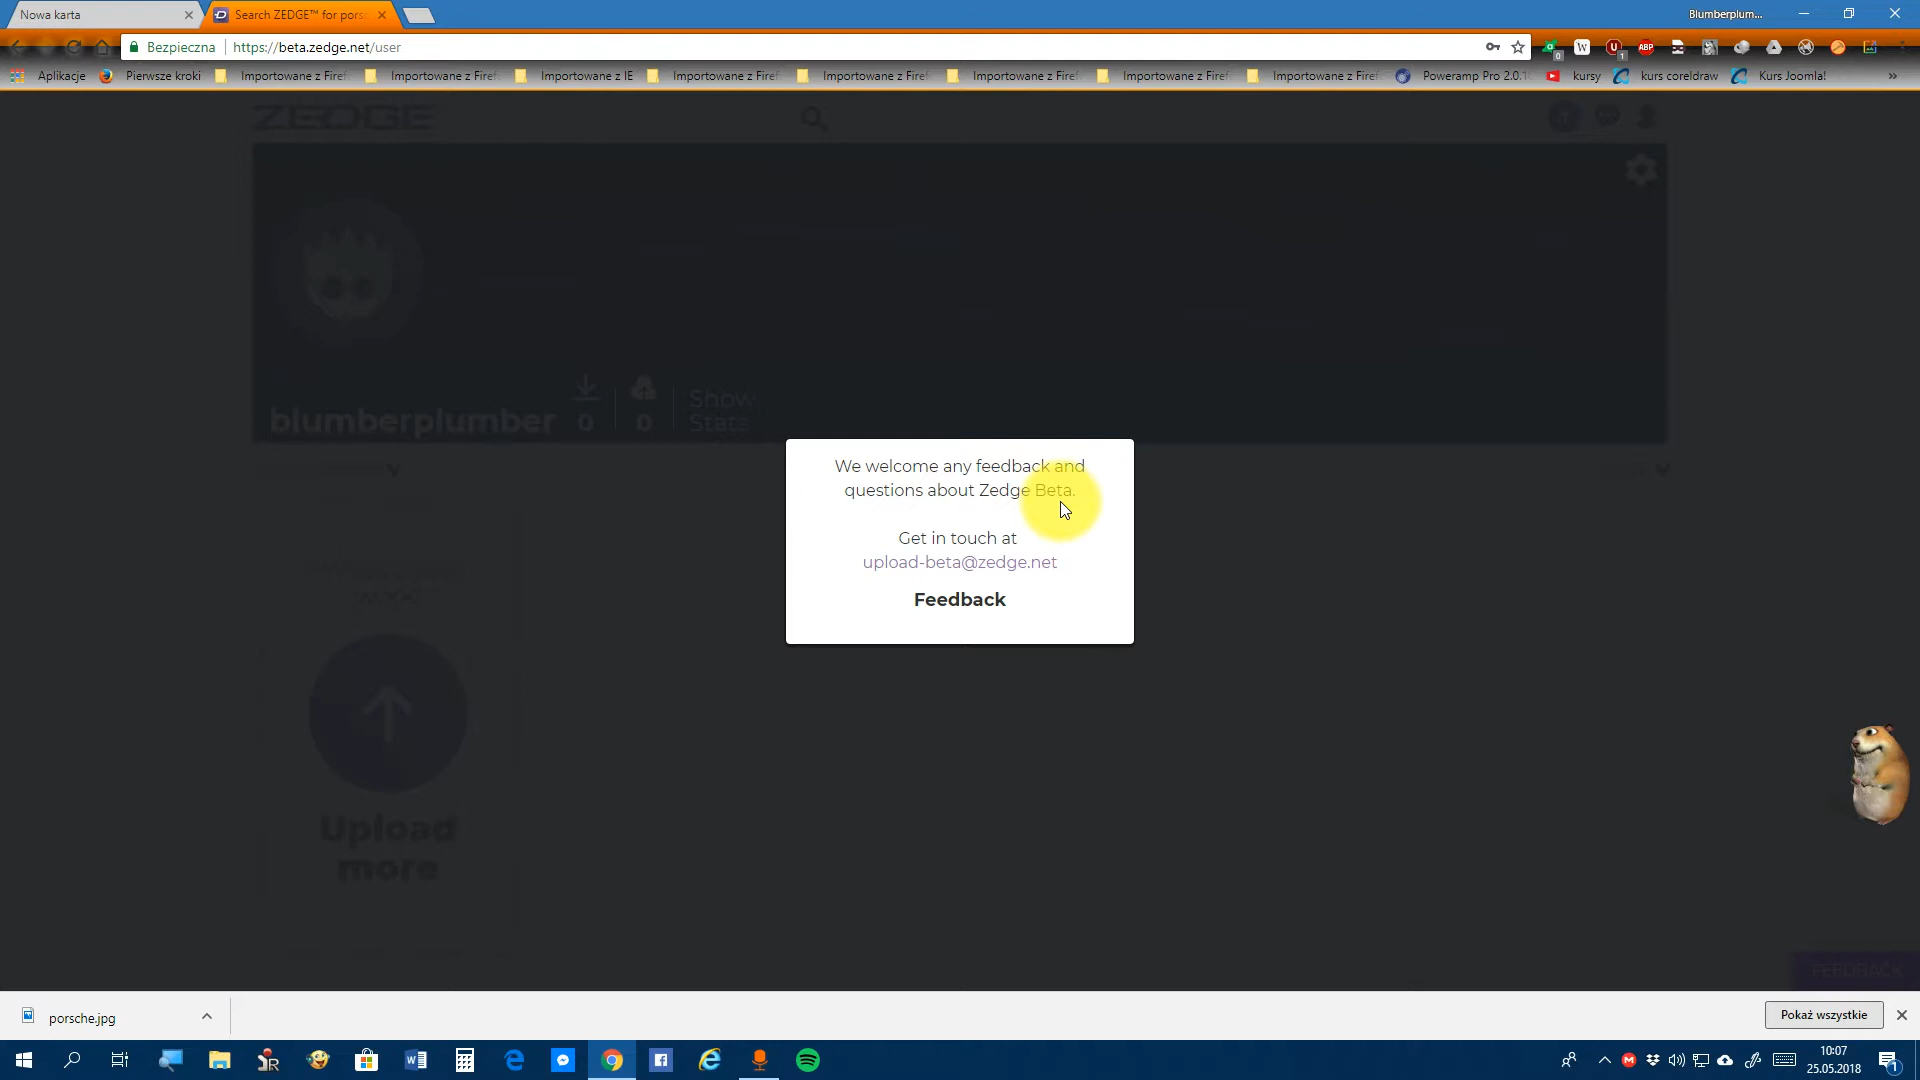 Nowa karta
Search ZEDGE™ for pors
Blumberplum...
Bezpieczna
https://beta.zedge.net/user
Aplikacje
Pierwsze kroki
Importowane z Firef
Importowane z Firef
Importowane z IE
Importowane z Firef
Importowane z Firef
Importowane z Firef
Importowane z Firef
Importowane z Firef
Poweramp Pro 2.0.1
kursy
kurs coreldraw
Kurs Joomla!
»
ZEDGE
blumberplumber
0
0
Show
Stats
We welcome any feedback and
questions about Zedge Beta.
Get in touch at
upload-beta@zedge.net
Feedback
Upload
more
FEEDBACK
porsche.jpg
Pokaż wszystkie
10:07
25.05.2018